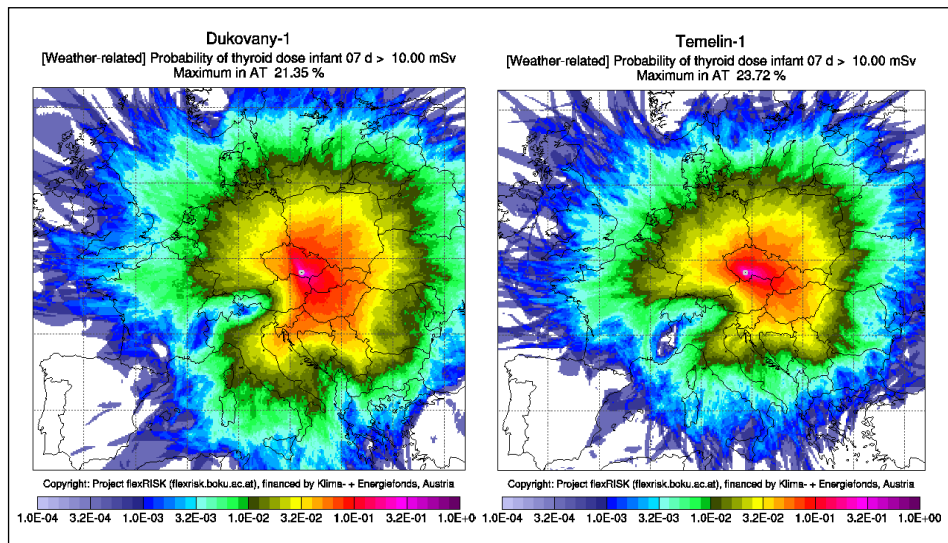 Dukovany-1
[Weather-related] Probability of thyroid dose infant 07 d > 10.00 mSv
Maximum in AT 21.35 %
Copyright: Project flexRISK (flexrisk.boku.ac.at), financed by Klima- + Energiefonds, Austria
1.0E-04 3.2E-04 1.0E-03 3.2E-03 1.0E-02 3.2E-02 1.0E-01 3.2E-01 1.0E+00
Temelin-1
[Weather-related] Probability of thyroid dose infant 07 d > 10.00 mSv
Maximum in AT 23.72 %
Copyright: Project flexRISK (flexrisk.boku.ac.at), financed by Klima- + Energiefonds, Austria
1.0E-04 3.2E-04 1.0E-03 3.2E-03 1.0E-02 3.2E-02 1.0E-01 3.2E-01 1.0E+00